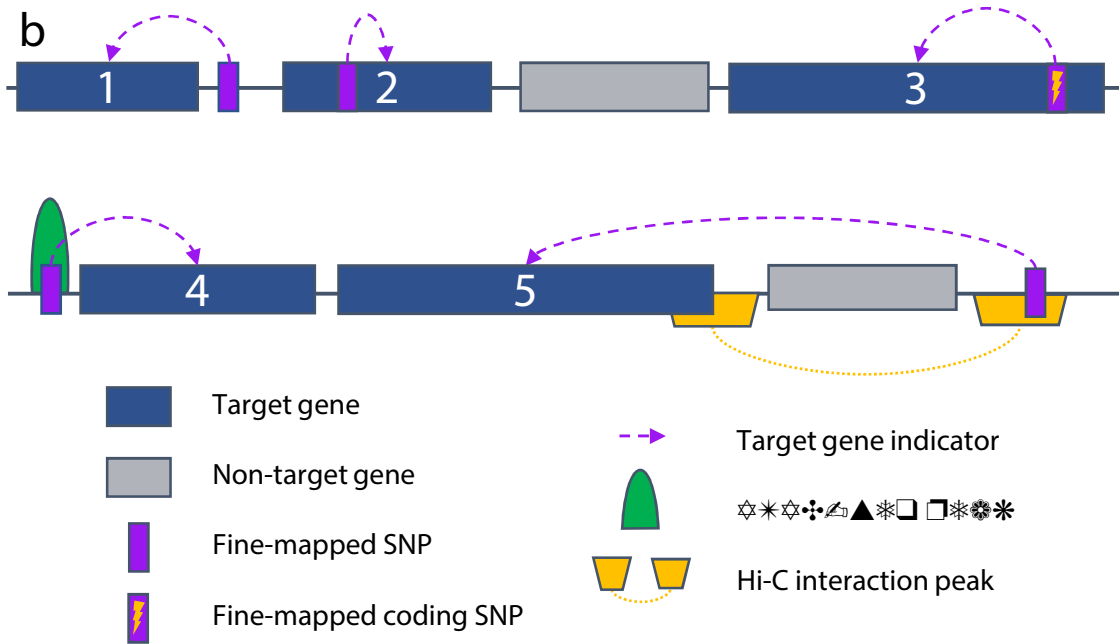 b
1
2
3
4
5
Target gene
Non-target gene
Fine-mapped SNP
Fine-mapped coding SNP
Target gene indicator
Hi-C interaction peak